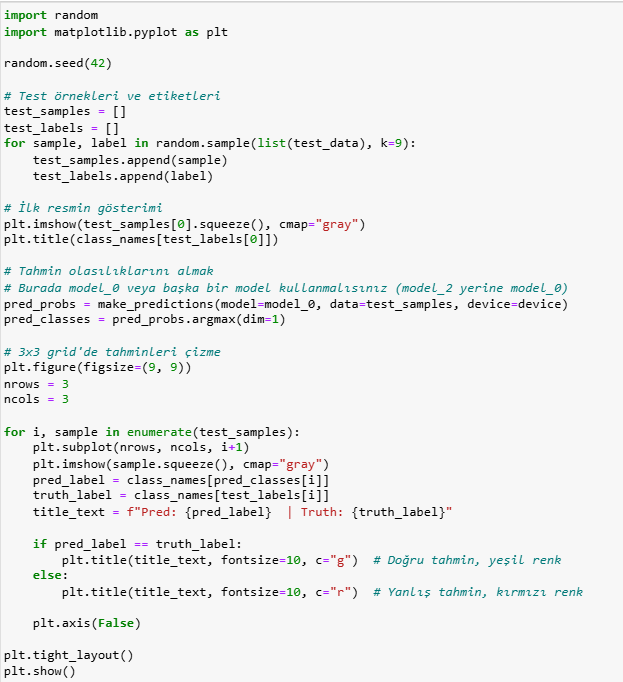 import random
import matplotlib.pyplot as plt
random.seed(42)
# Test örnekleri ve etiketleri
test_samples = []
test_labels = []
for sample, label in random.sample(list(test_data), k=9):
    test_samples.append(sample)
    test_labels.append(label)
# İlk resmin gösterimi
plt.imshow(test_samples[0].squeeze(), cmap="gray")
plt.title(class_names[test_labels[0]])
# Tahmin olasılıklarını almak
# Burada model_0 veya başka bir model kullanmalısınız (model_2 yerine model_0)
pred_probs = make_predictions(model=model_0, data=test_samples, device=device)
pred_classes = pred_probs.argmax(dim=1)
# 3x3 grid'de tahminleri çizme
plt.figure(figsize=(9, 9))
nrows = 3
ncols = 3
for i, sample in enumerate(test_samples):
    plt.subplot(nrows, ncols, i+1)
    plt.imshow(sample.squeeze(), cmap="gray")
    pred_label = class_names[pred_classes[i]]
    truth_label = class_names[test_labels[i]]
    title_text = f"Pred: {pred_label}  | Truth: {truth_label}"
    if pred_label == truth_label:
        plt.title(title_text, fontsize=10, c="g")  # Doğru tahmin, yeşil renk
    else:
        plt.title(title_text, fontsize=10, c="r")  # Yanlış tahmin, kırmızı renk
    plt.axis(False)
plt.tight_layout()
plt.show()